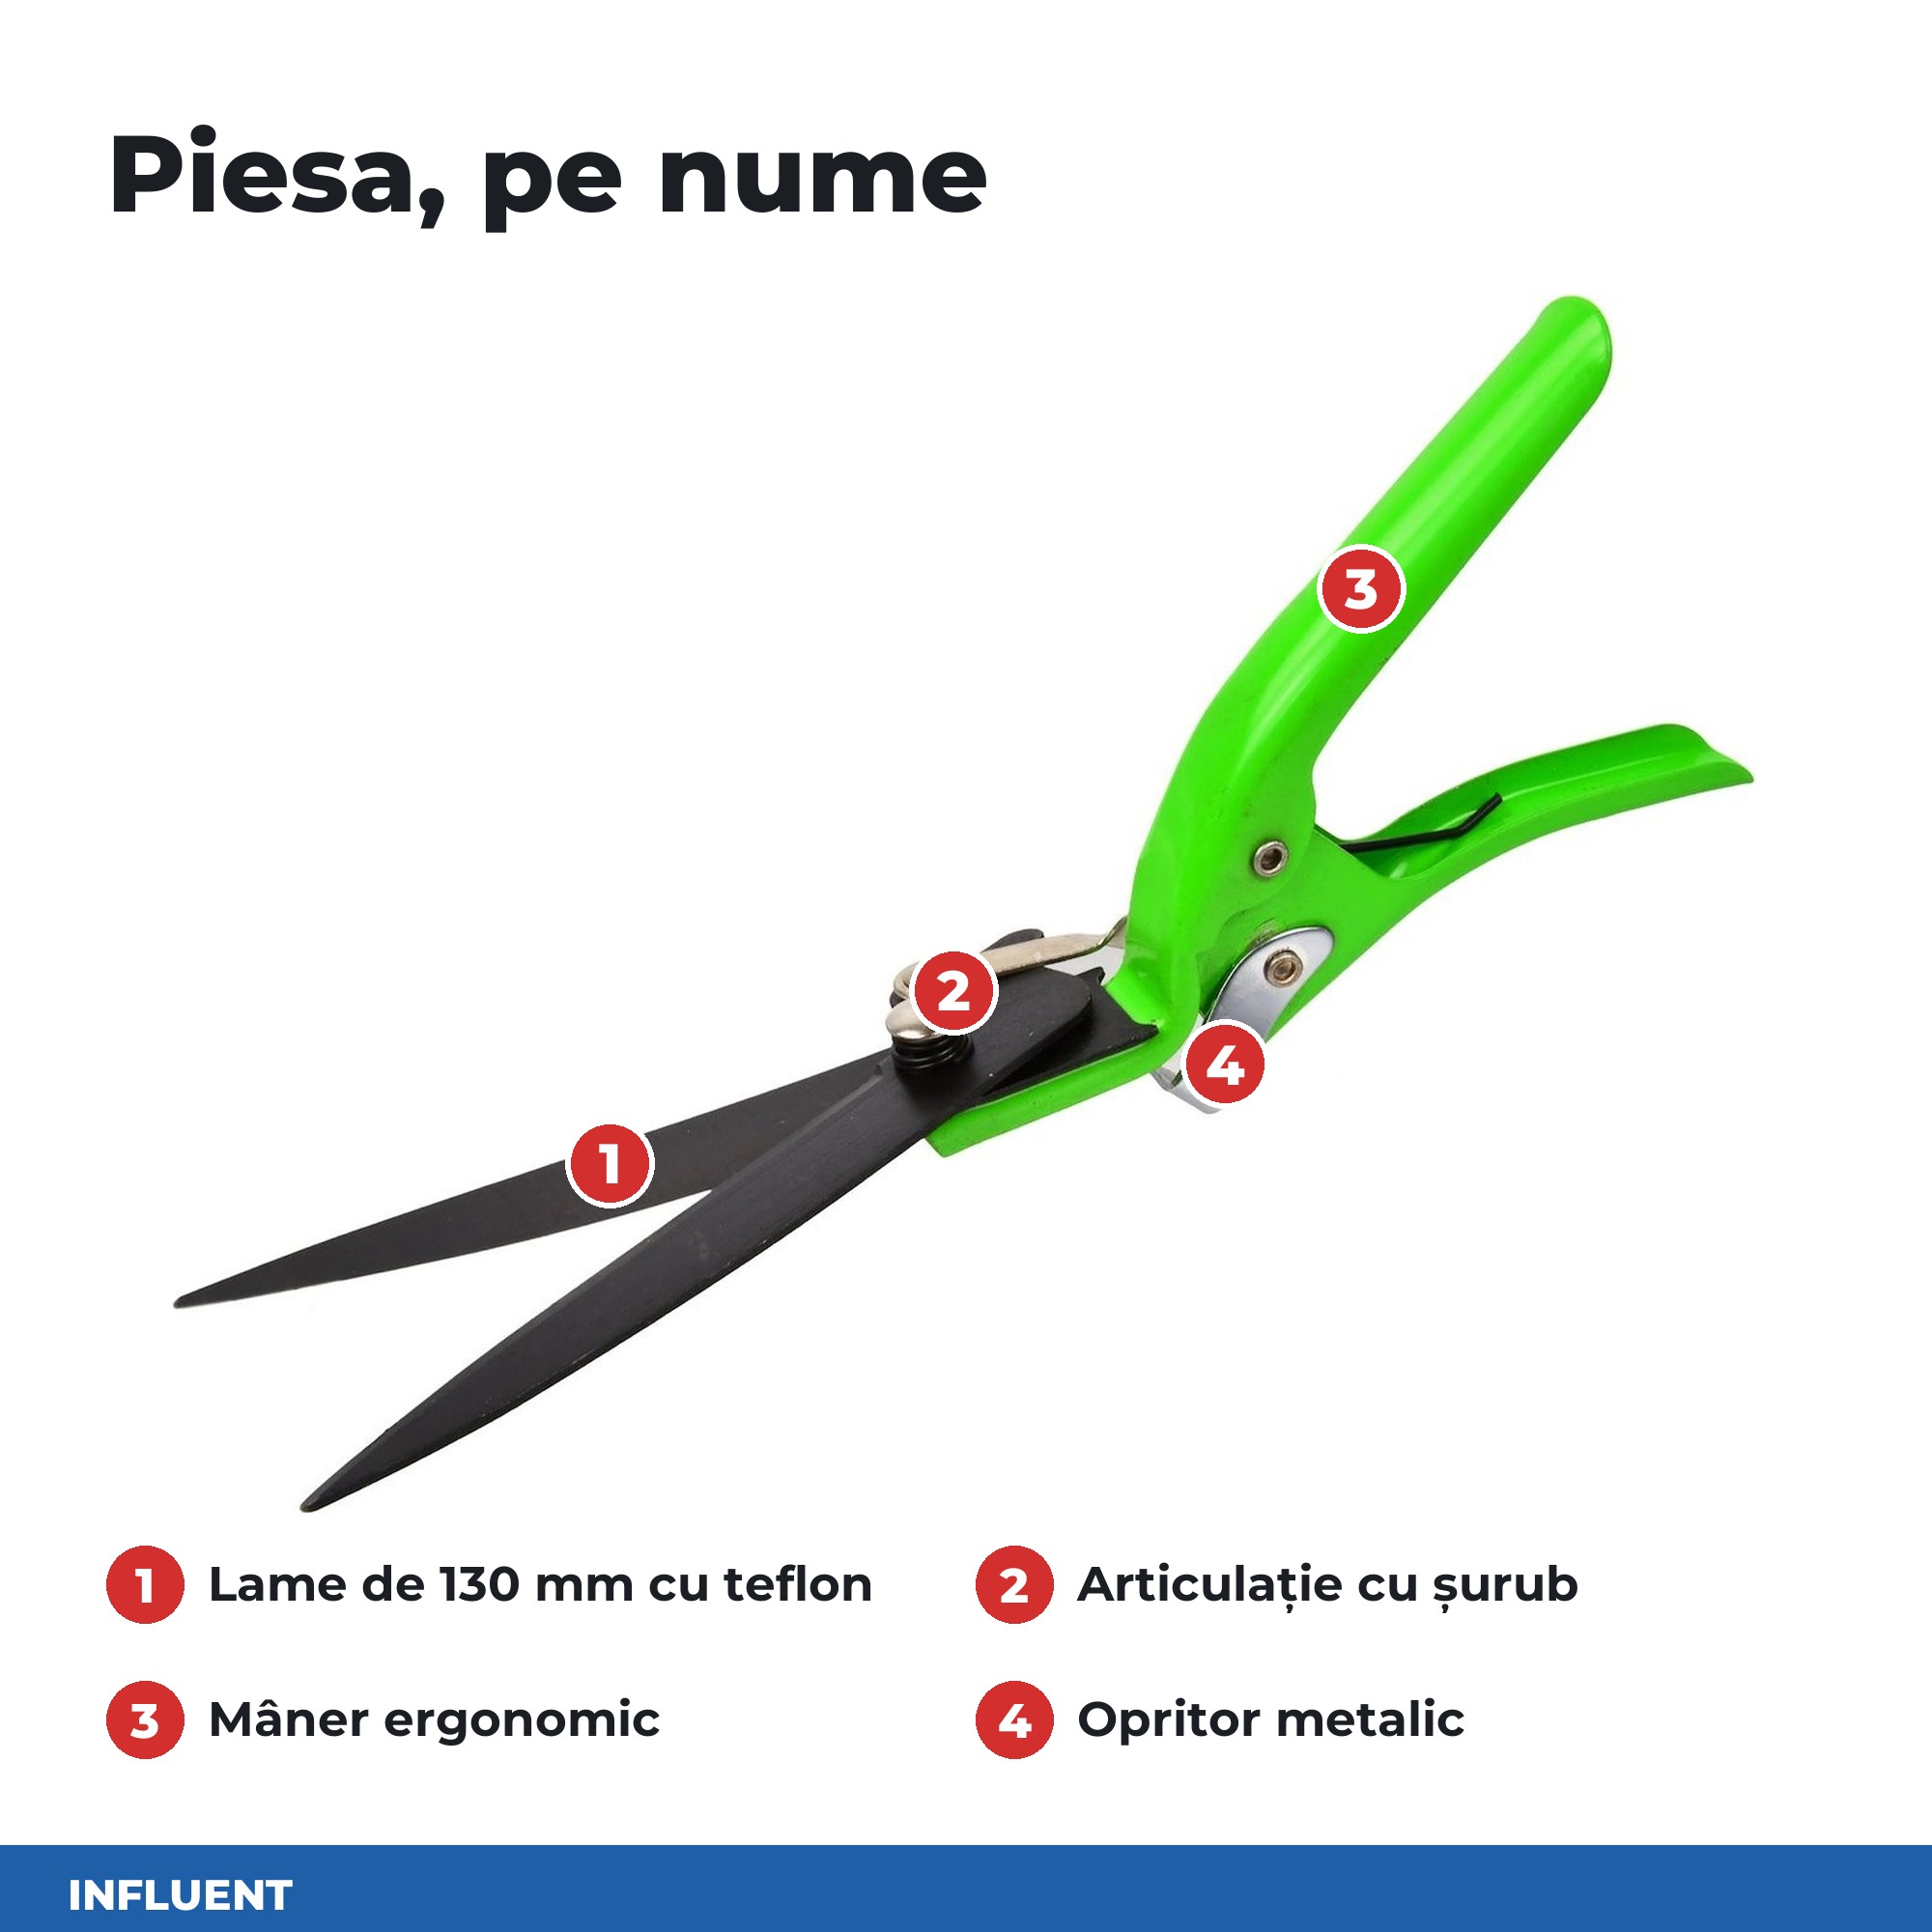 Piesa, pe nume
3
2
4
1
1 Lame de 130 mm cu teflon
2 Articulație cu șurub
3 Mâner ergonomic
4 Opritor metalic
INFLUENT